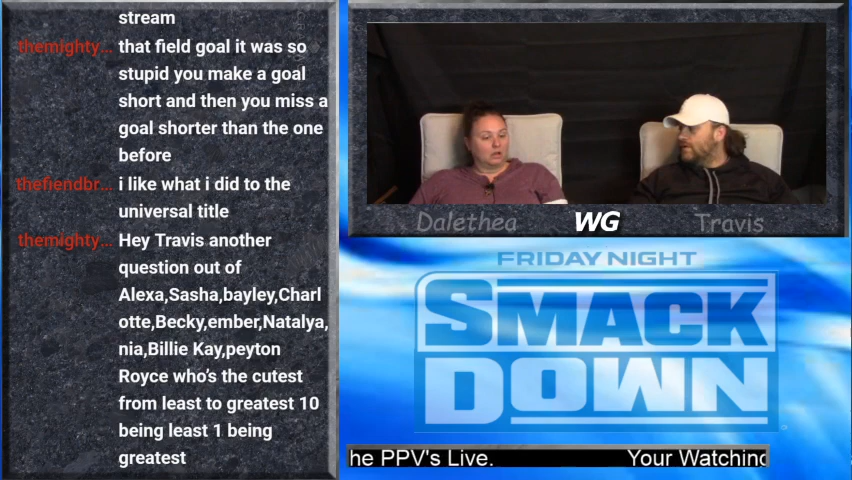 stream
themighty... that field goal it was so
stupid you make a goal
short and then you miss a
goal shorter than the one
before
thefiendbr... i like what i did to the
universal title
themighty... Hey Travis another
question out of
Alexa,Sasha,bayley,Charl
otte,Becky,ember,Natalya,
nia,Billie Kay,peyton
Royce who's the cutest
from least to greatest 10
being least 1 being
greatest
Dalethea WG Travis
FRIDAY NIGHT
SMACK
DOWN
he PPV's Live. Your Watching